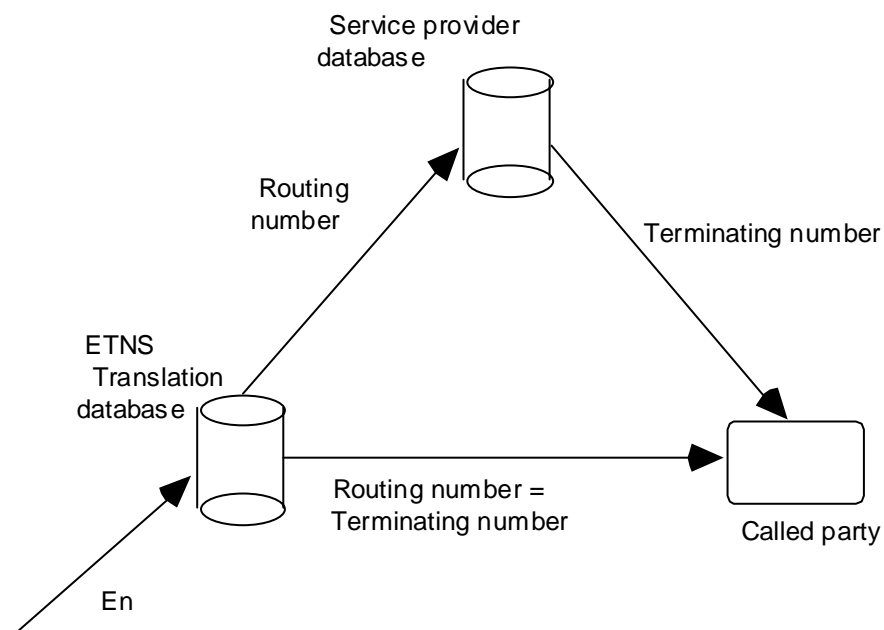 Service provider
database
Routing
number
Terminating number
ETNS
Translation
database
Routing number =
Terminating number
Called party
En